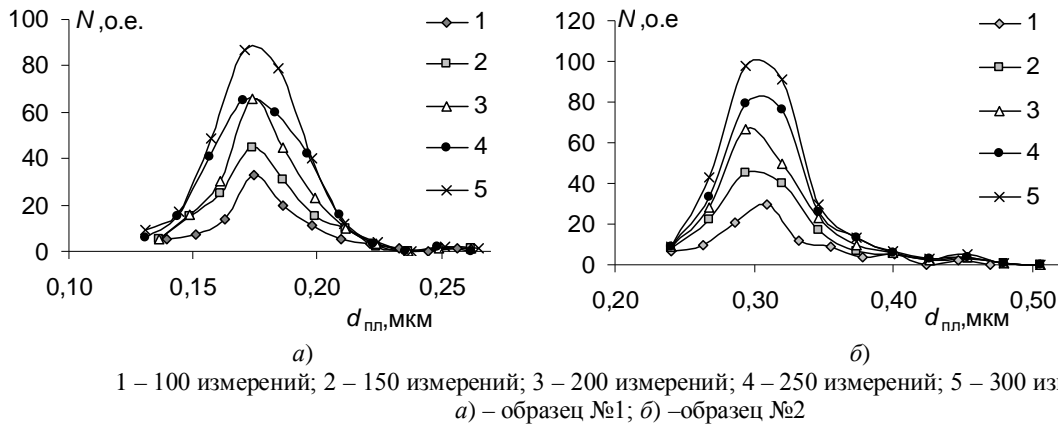 100 N ,о.е.
80
60
40
20
0
0,10 0,15 0,20 0,25
d пл,мкм
1
2
3
4
5
а)
120 N ,о.е
100
80
60
40
20
0
0,20 0,30 0,40 0,50
d пл,мкм
1
2
3
4
5
б)
1 – 100 измерений; 2 – 150 измерений; 3 – 200 измерений; 4 – 250 измерений; 5 – 300 из
а) – образец №1; б) –образец №2